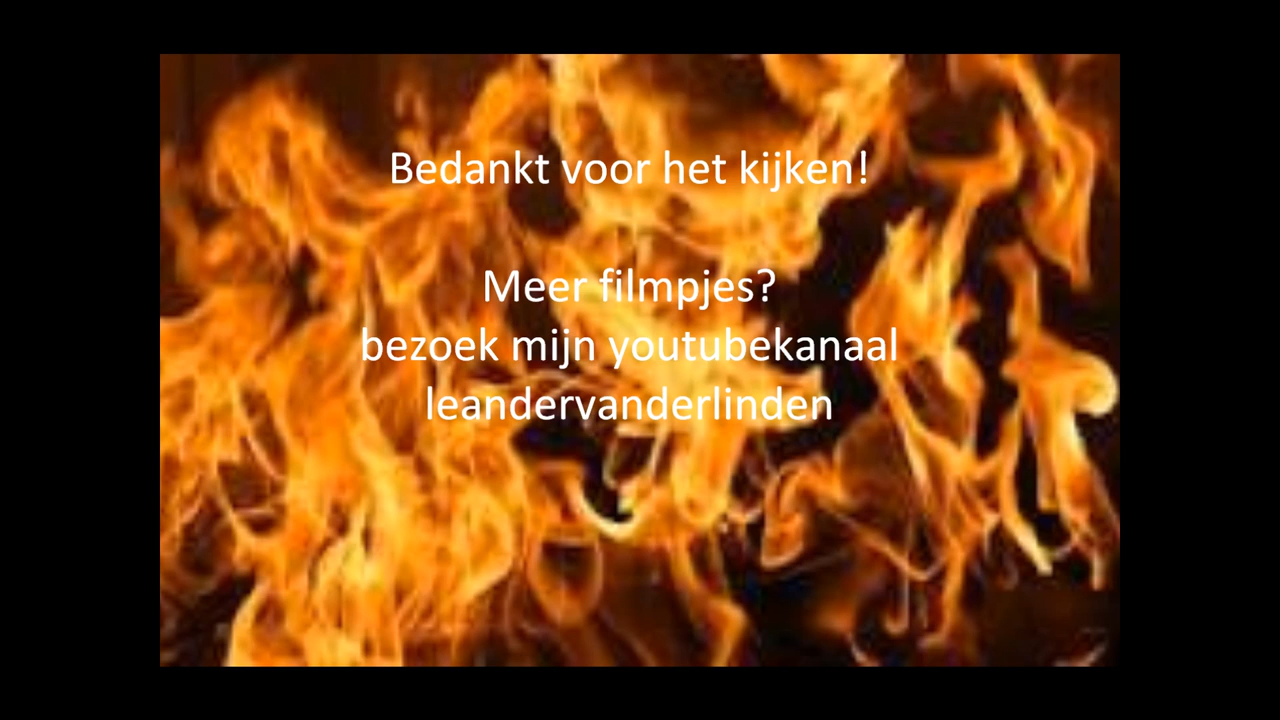 Bedankt voor het kijken!
Meer filmpjes?
bezoek mijn youtubekanaal
leandervanderlinden